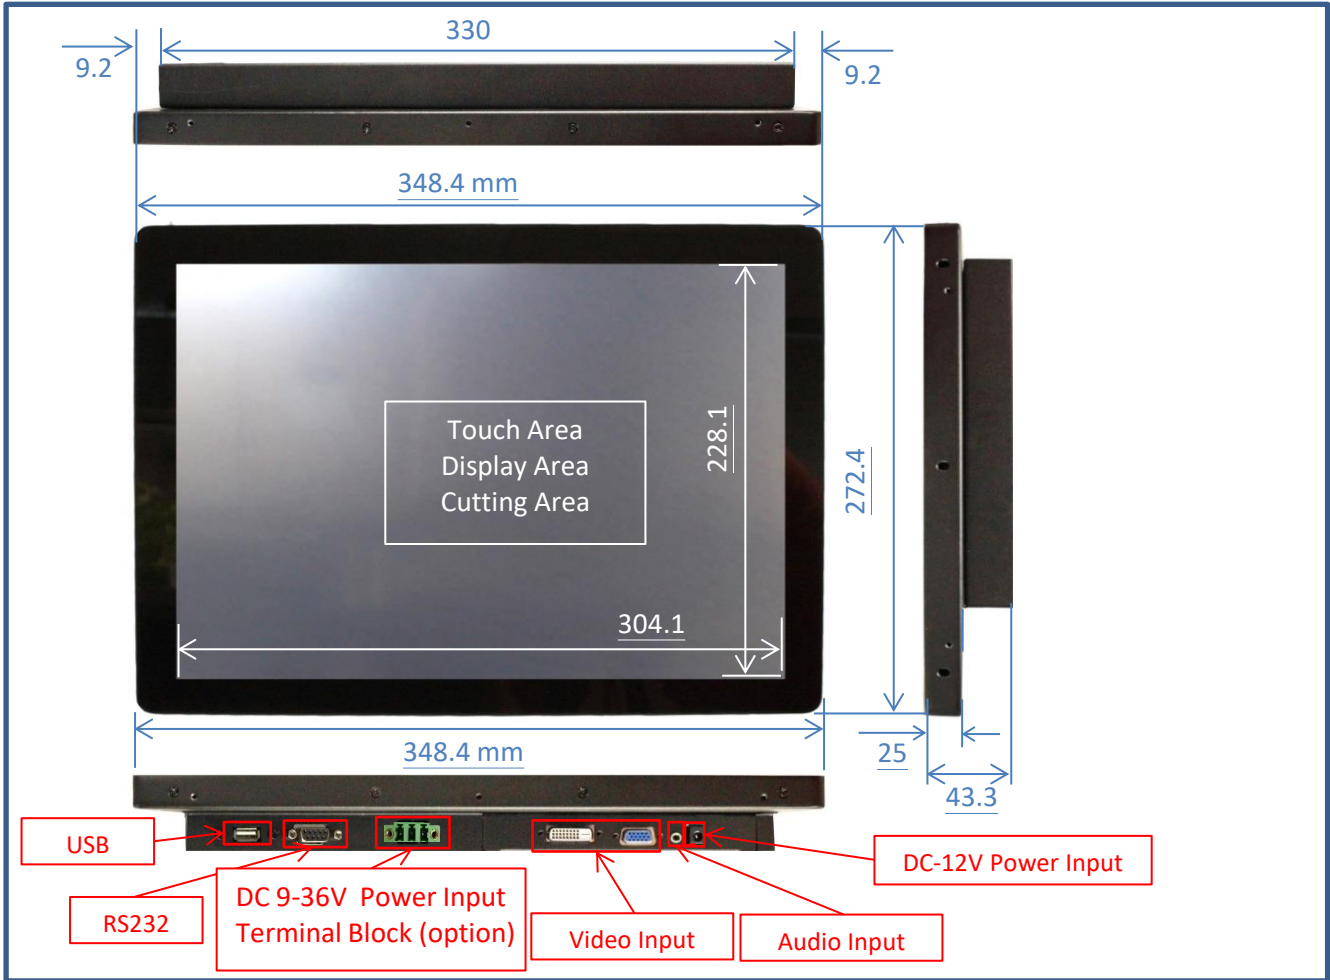 330
9.2
9.2
348.4 mm
Touch Area
Display Area
Cutting Area
228.1
272.4
304.1
348.4 mm
25
43.3
USB
DC-12V Power Input
RS232
DC 9-36V  Power Input
Terminal Block (option)
Video Input
Audio Input